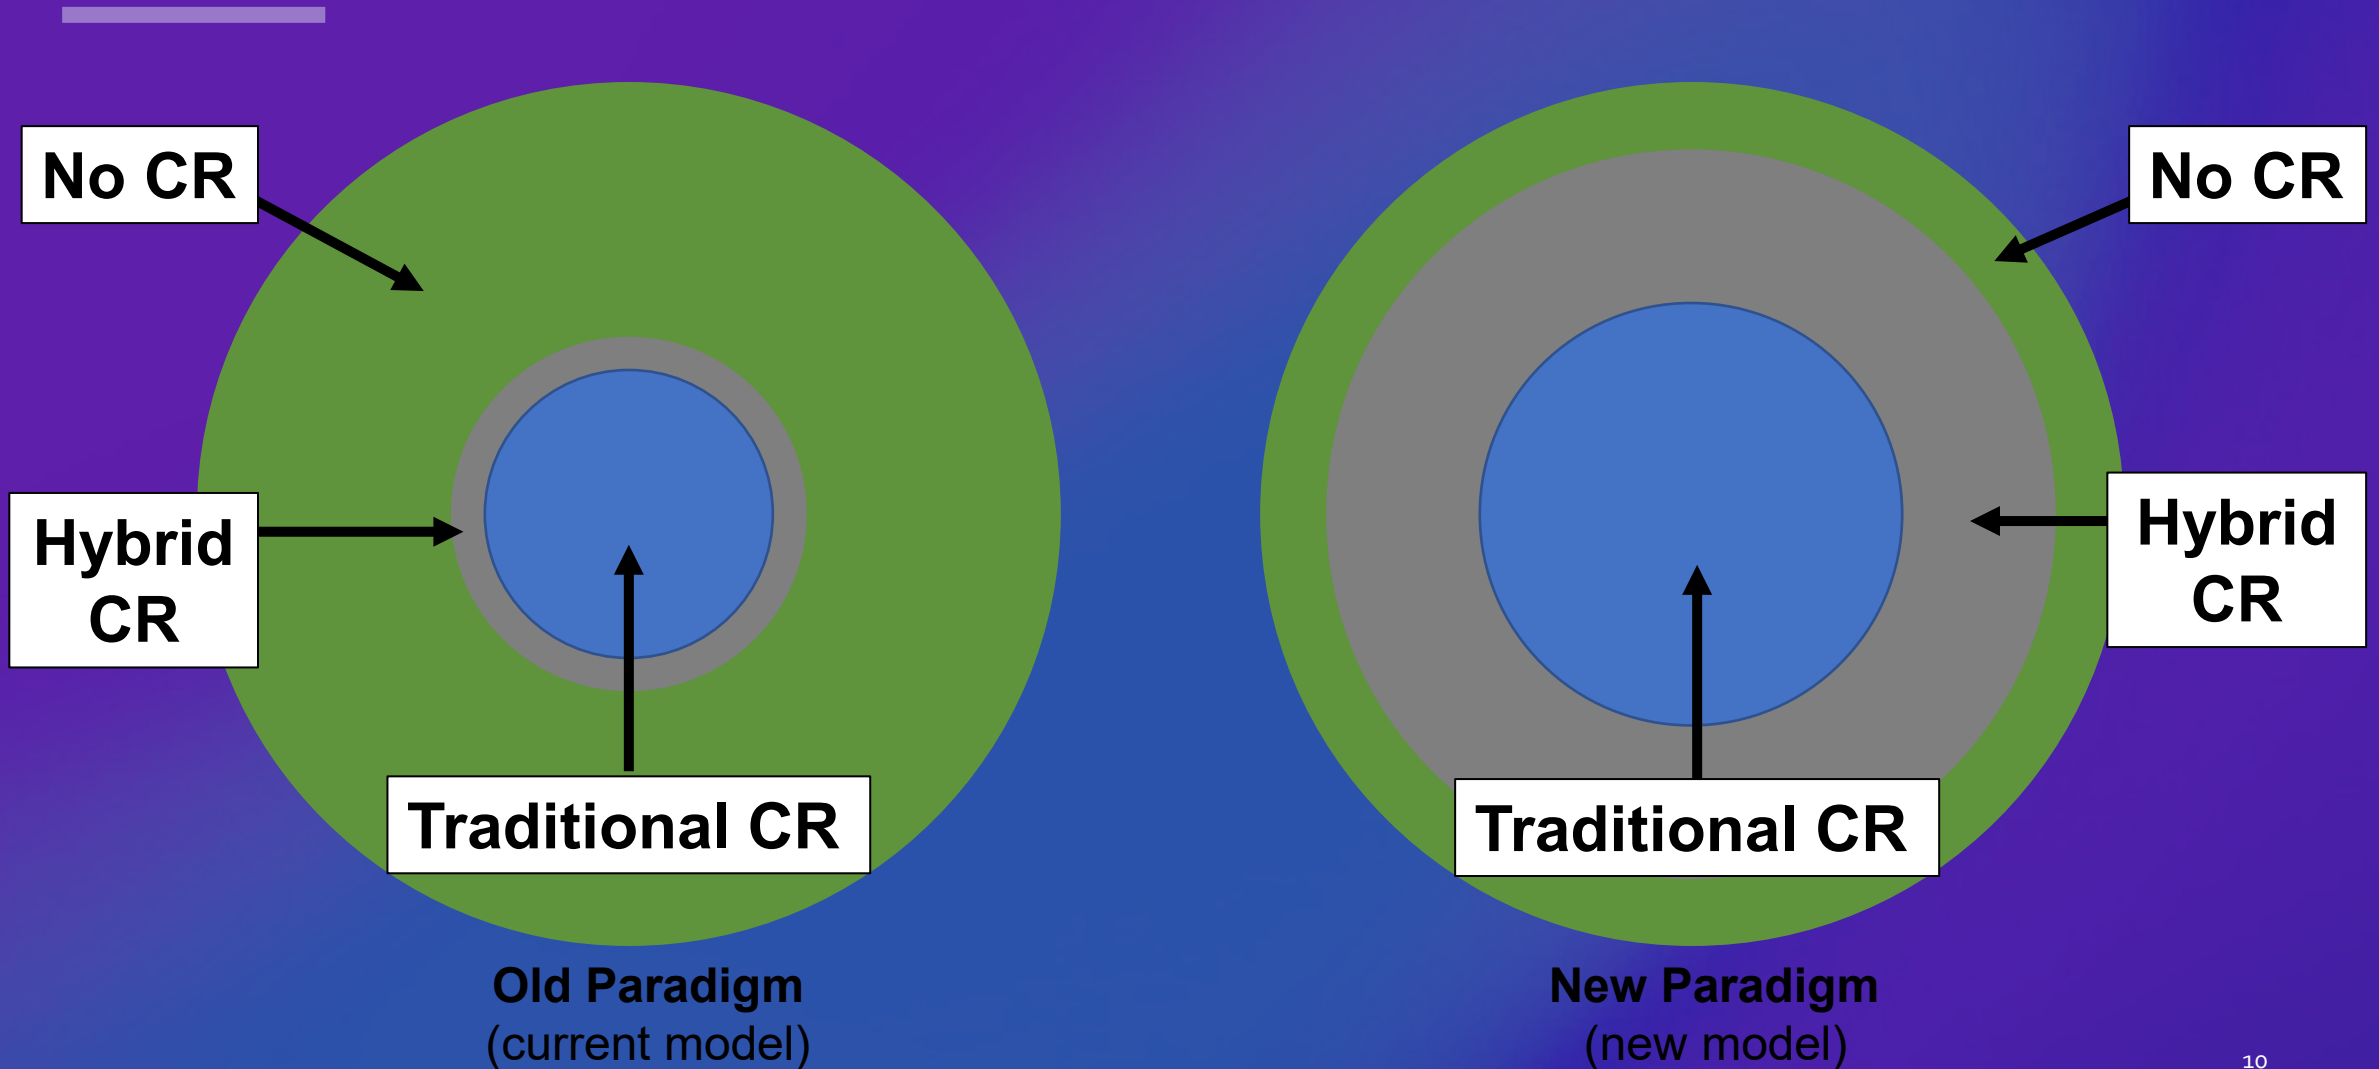 No CR
Hybrid
CR
Traditional CR
Old Paradigm
(current model)
No CR
Hybrid
CR
Traditional CR
New Paradigm
(new model)
10